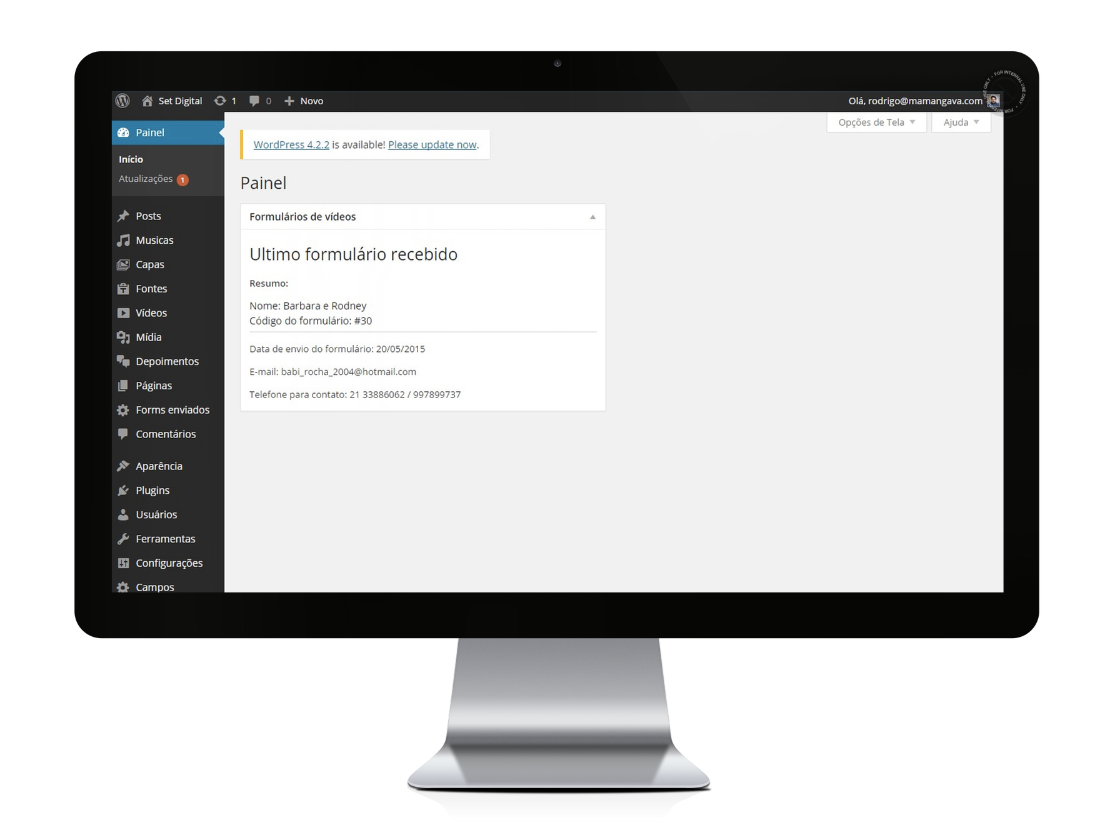 Set Digital 1 0 Novo Olá, rodrigo@mamangava.com
Opções de Tela Ajuda
Painel
Início
Atualizações 1
Posts
Musicas
Capas
Fontes
Vídeos
Mídia
Depoimentos
Páginas
Forms enviados
Comentários
Aparência
Plugins
Usuários
Ferramentas
Configurações
Campos
WordPress 4.2.2 is available! Please update now.
Painel
Formulários de vídeos
Ultimo formulário recebido
Resumo:
Nome: Barbara e Rodney
Código do formulário: #30
Data de envio do formulário: 20/05/2015
E-mail: babi_rocha_2004@hotmail.com
Telefone para contato: 21 33886062 / 997899737